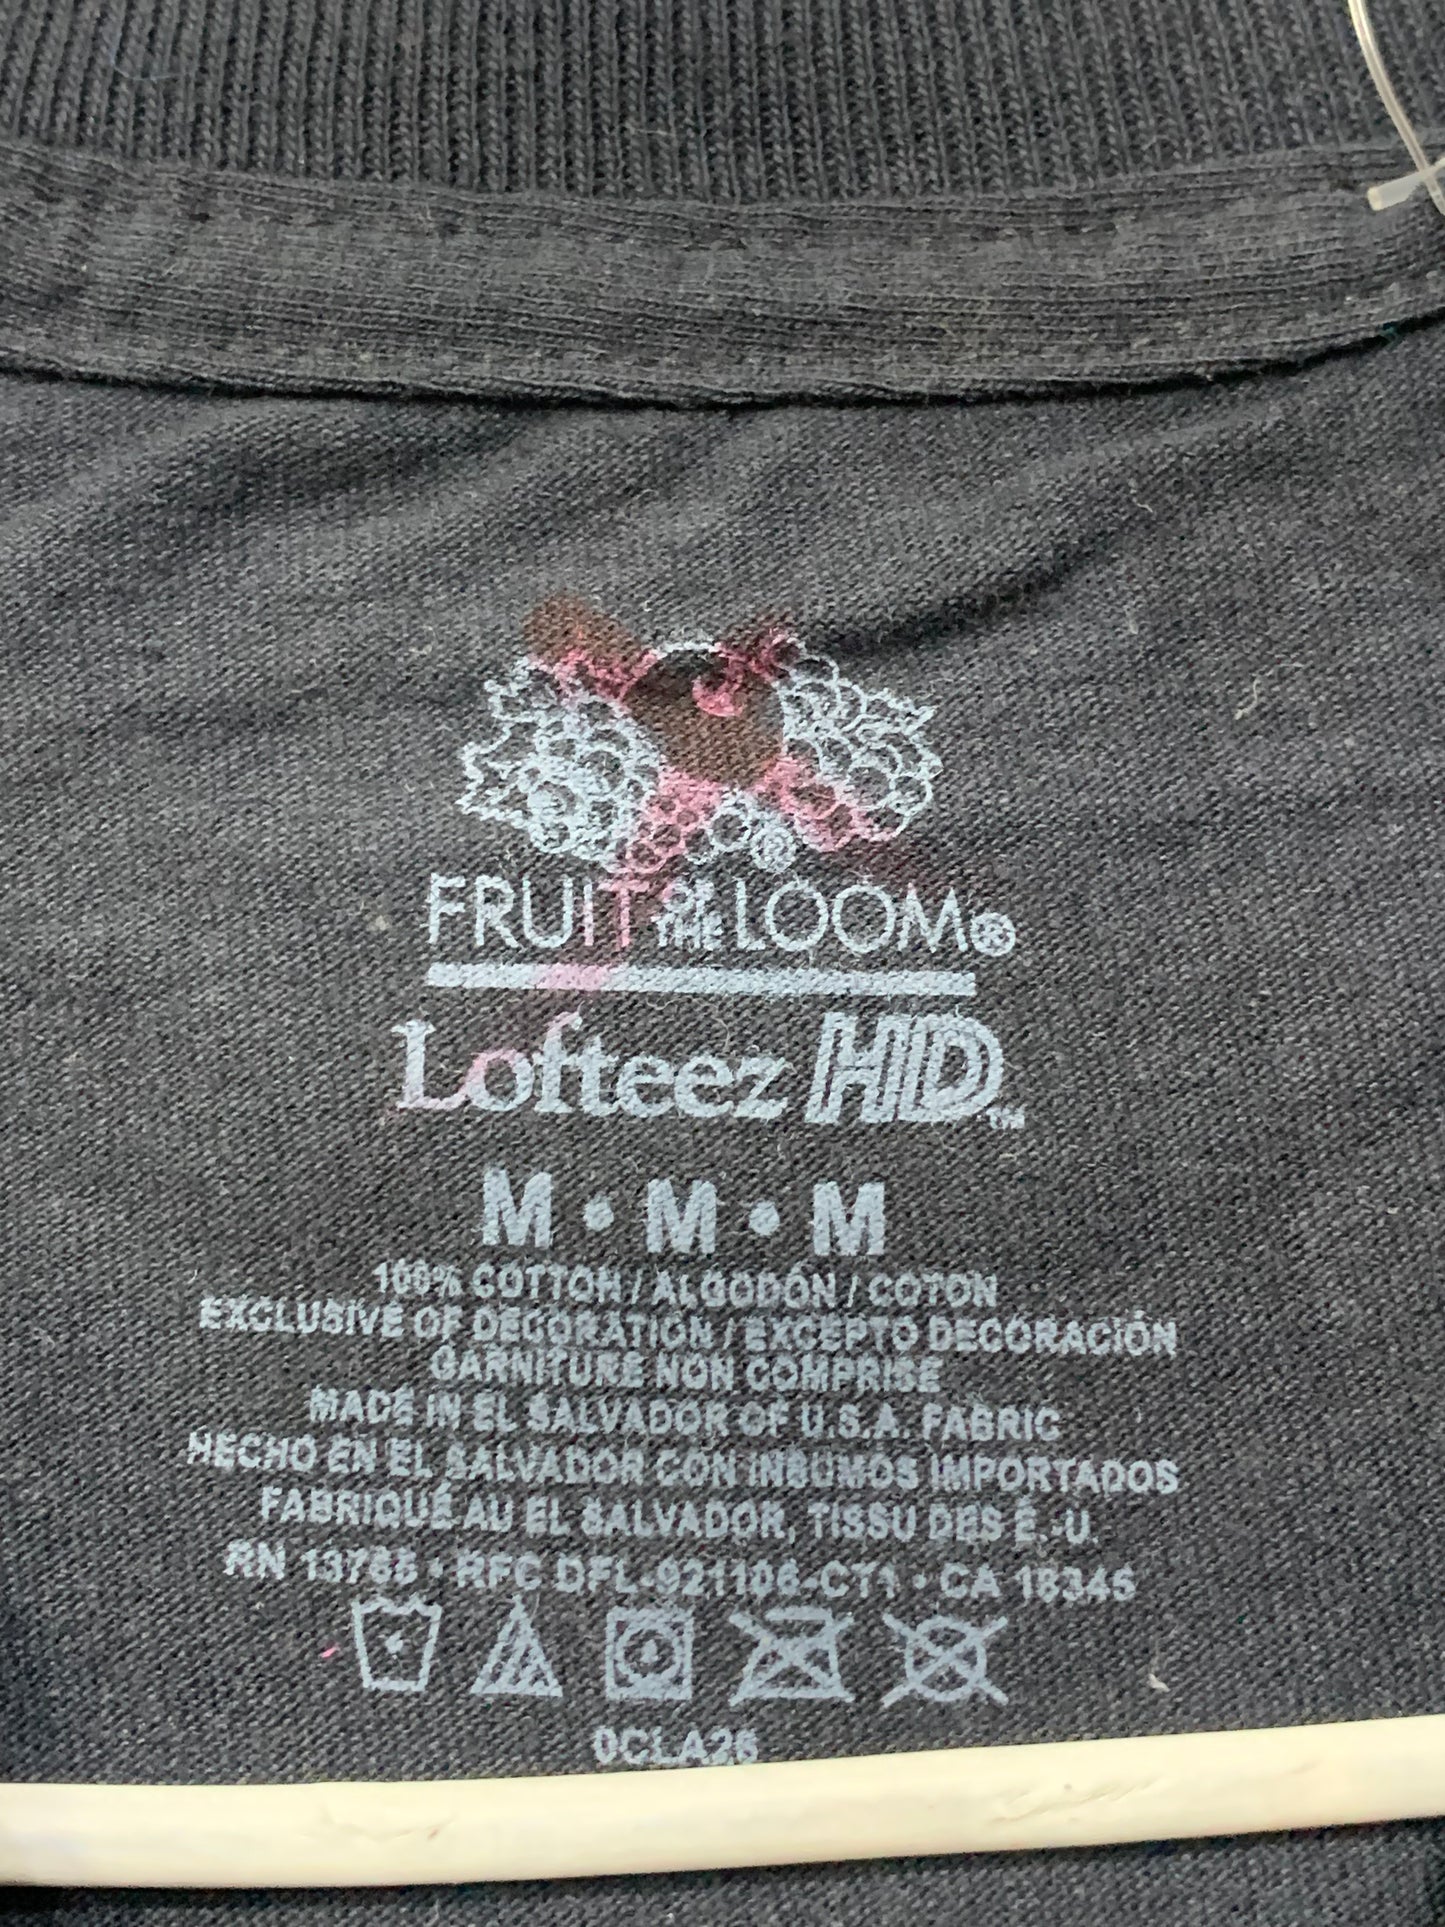 FRUIT OF THE LOOM®
Lofteez HD™
M • M • M
100% COTTON / ALGODÓN / COTON
EXCLUSIVE OF DECORATION / EXCEPTO DECORACIÓN
GARNITURE NON COMPRISE
MADE IN EL SALVADOR OF U.S.A. FABRIC
HECHO EN EL SALVADOR CON INSUMOS IMPORTADOS
FABRIQUÉ AU EL SALVADOR, TISSU DES É.-U.
RN 13765 • RFC DFL-921106-CT1 • CA 18345
0CLA26